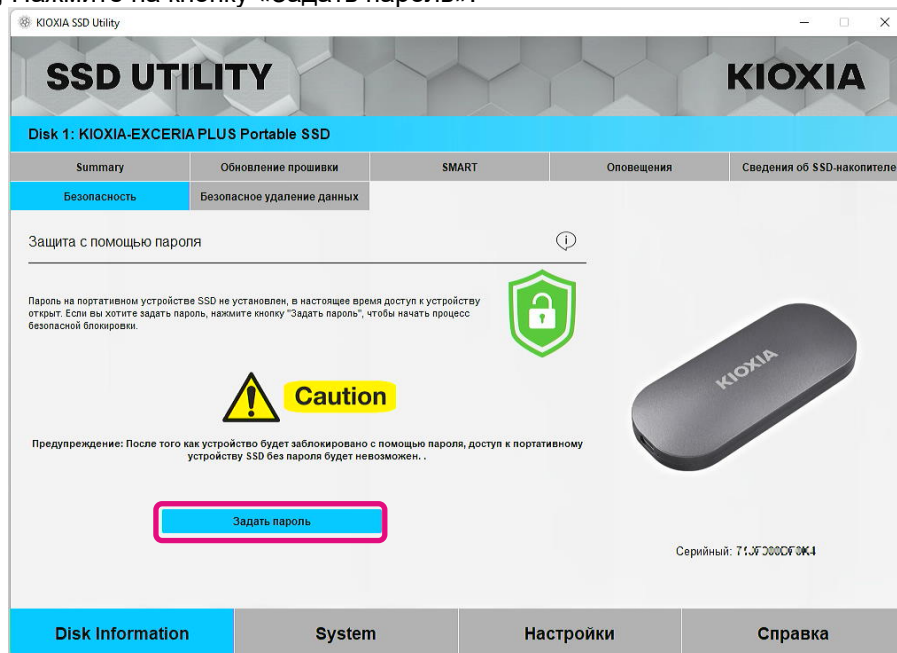 Нажмите на кнопку «Задать пароль».
KIOXIA SSD Utility
SSD UTILITY
KIOXIA
Disk 1: KIOXIA-EXCERIA PLUS Portable SSD
Summary
Обновление прошивки
SMART
Оповещения
Сведения об SSD-накопителе
Безопасность
Безопасное удаление данных
Защита с помощью пароля
Пароль на портативном устройстве SSD не установлен, в настоящее время доступ к устройству
открыт. Если вы хотите задать пароль, нажмите кнопку "Задать пароль", чтобы начать процесс
безопасной блокировки.
Caution
KIOXIA
Предупреждение: После того как устройство будет заблокировано с помощью пароля, доступ к портативному
устройству SSD без пароля будет невозможен. .
Задать пароль
Серийный:
Disk Information
System
Настройки
Справка